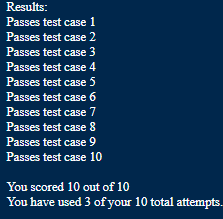 Results:
Passes test case 1
Passes test case 2
Passes test case 3
Passes test case 4
Passes test case 5
Passes test case 6
Passes test case 7
Passes test case 8
Passes test case 9
Passes test case 10
You scored 10 out of 10
You have used 3 of your 10 total attempts.